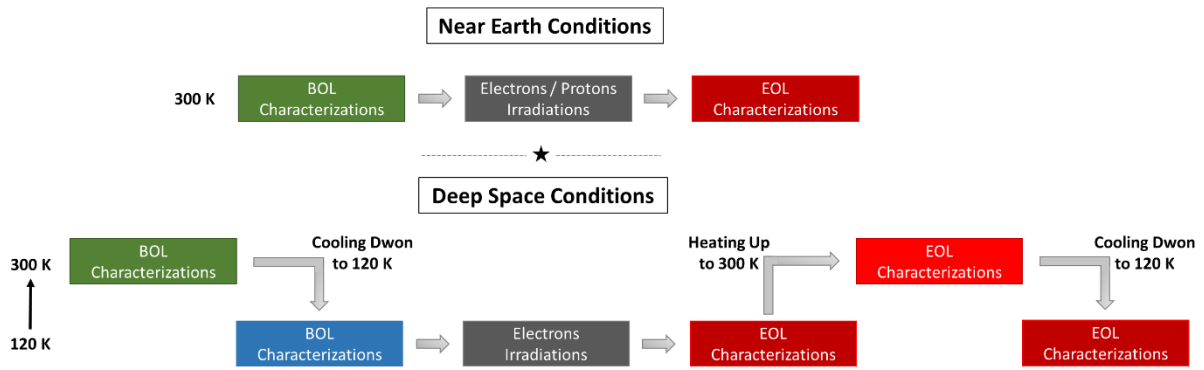 Near Earth Conditions
300 K
BOL
Characterizations
Electrons / Protons
Irradiations
EOL
Characterizations
Deep Space Conditions
300 K
120 K
BOL
Characterizations
Cooling Dwon
to 120 K
BOL
Characterizations
Electrons
Irradiations
EOL
Characterizations
Heating Up
to 300 K
EOL
Characterizations
Cooling Dwon
to 120 K
EOL
Characterizations